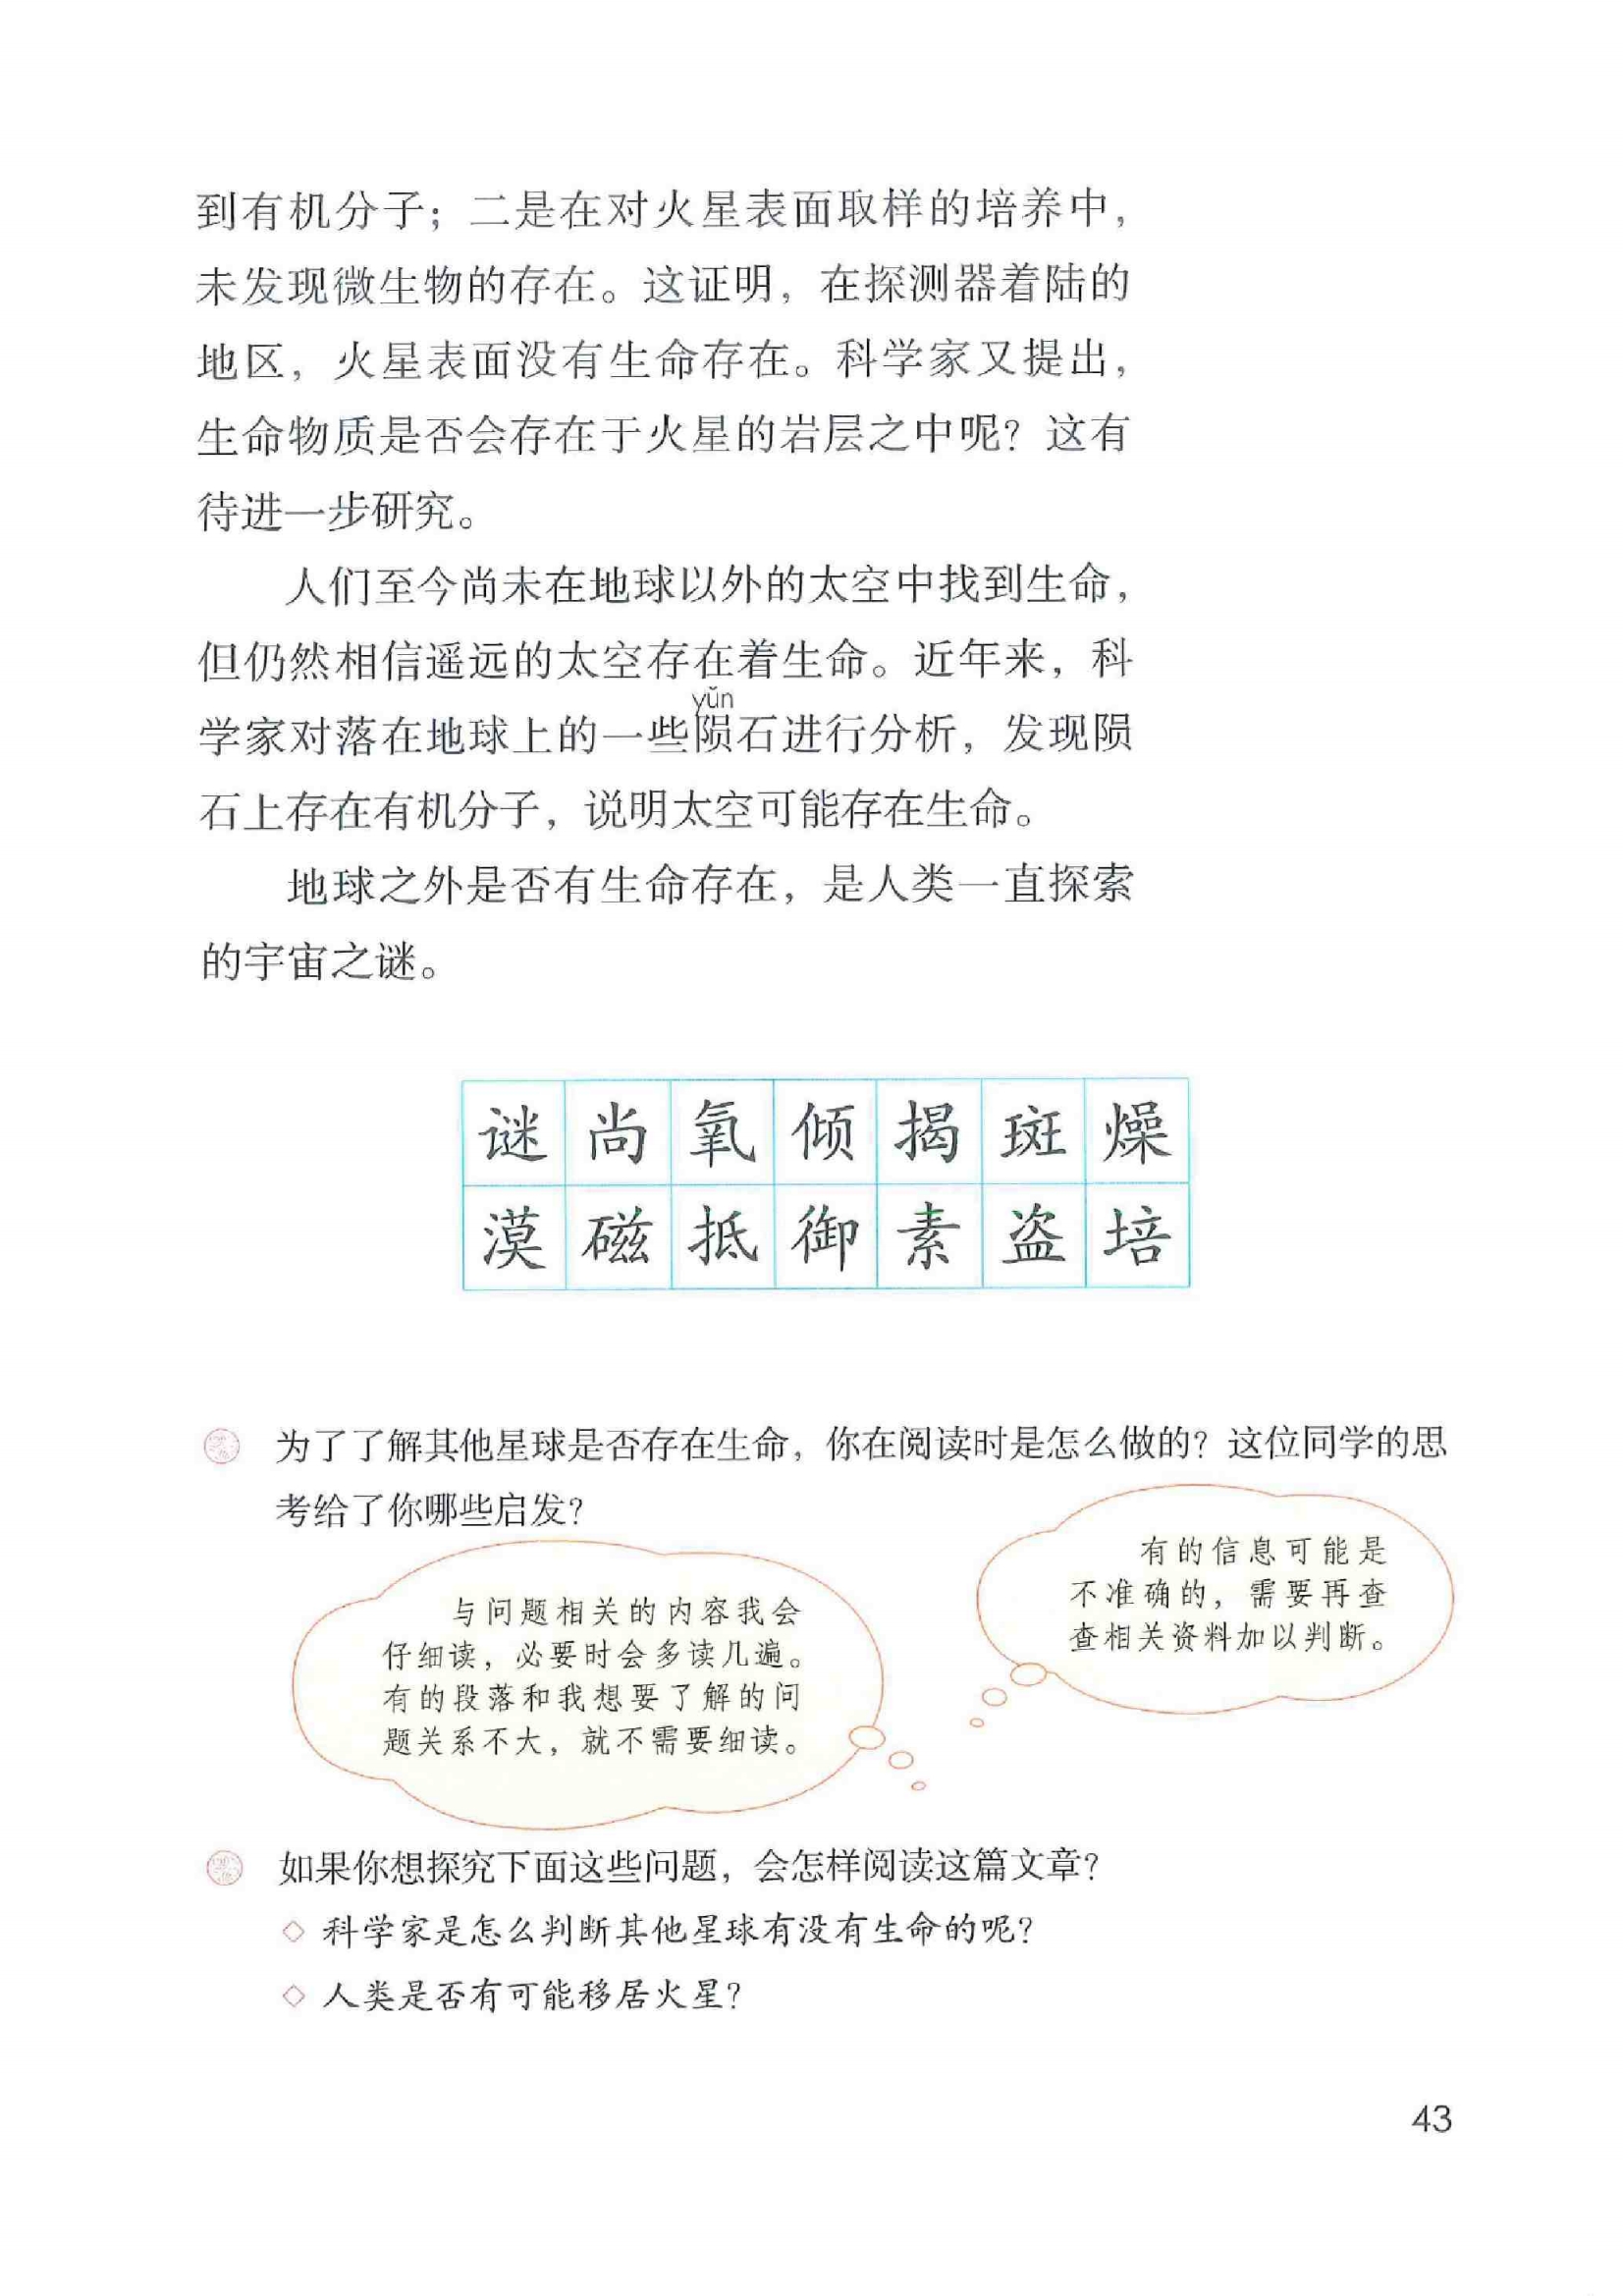 到有机分子；二是在对火星表面取样的培养中，
未发现微生物的存在。这证明，在探测器着陆的
地区，火星表面没有生命存在。科学家又提出，
生命物质是否会存在于火星的岩层之中呢？这有
待进一步研究。
人们至今尚未在地球以外的太空中找到生命，
但仍然相信遥远的太空存在着生命。近年来，科
yǔn
学家对落在地球上的一些陨石进行分析，发现陨
石上存在有机分子，说明太空可能存在生命。
地球之外是否有生命存在，是人类一直探索
的宇宙之谜。
谜 尚 氧 倾 揭 斑 燥
漠 磁 抵 御 素 盗 培
为了了解其他星球是否存在生命，你在阅读时是怎么做的？这位同学的思
考给了你哪些启发？
与问题相关的内容我会
仔细读，必要时会多读几遍。
有的段落和我想要了解的问
题关系不大，就不需要细读。
有的信息可能是
不准确的，需要再查
查相关资料加以判断。
如果你想探究下面这些问题，会怎样阅读这篇文章？
◇ 科学家是怎么判断其他星球有没有生命的呢？
◇ 人类是否有可能移居火星？
43